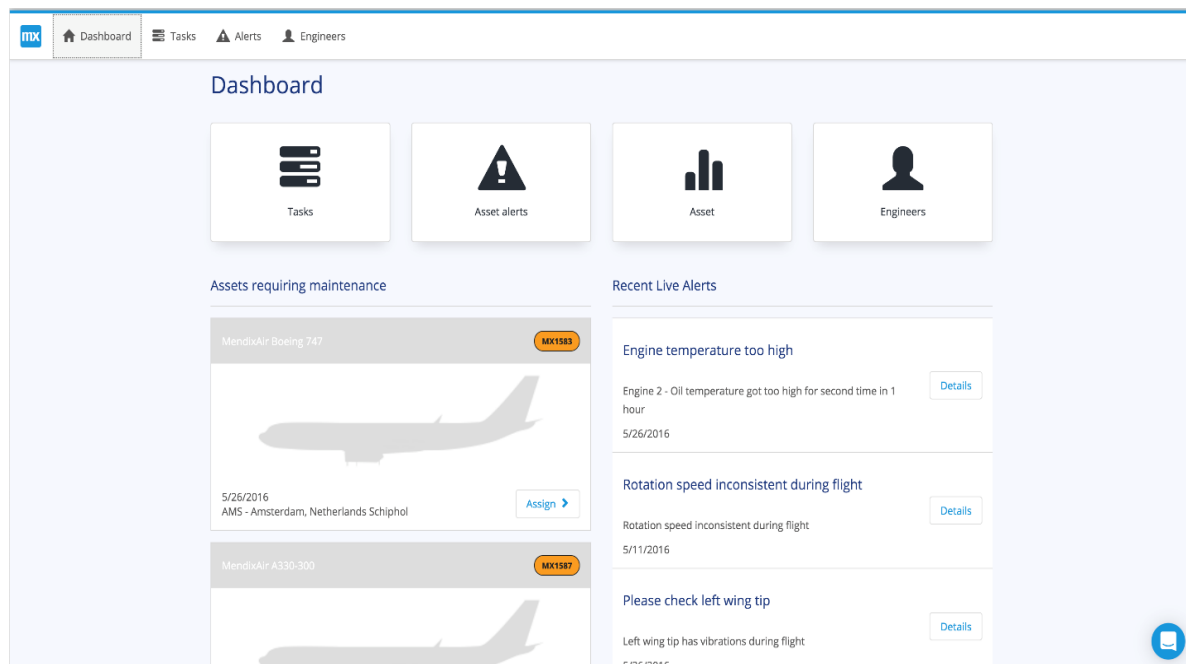 mx Dashboard Tasks Alerts Engineers
Dashboard
Tasks
Asset alerts
Asset
Engineers
Assets requiring maintenance
MendixAir Boeing 747
MX1583
5/26/2016
AMS - Amsterdam, Netherlands Schiphol
Assign
MendixAir A330-300
MX1587
Recent Live Alerts
Engine temperature too high
Engine 2 - Oil temperature got too high for second time in 1
hour
5/26/2016
Details
Rotation speed inconsistent during flight
Rotation speed inconsistent during flight
5/11/2016
Details
Please check left wing tip
Left wing tip has vibrations during flight
Details